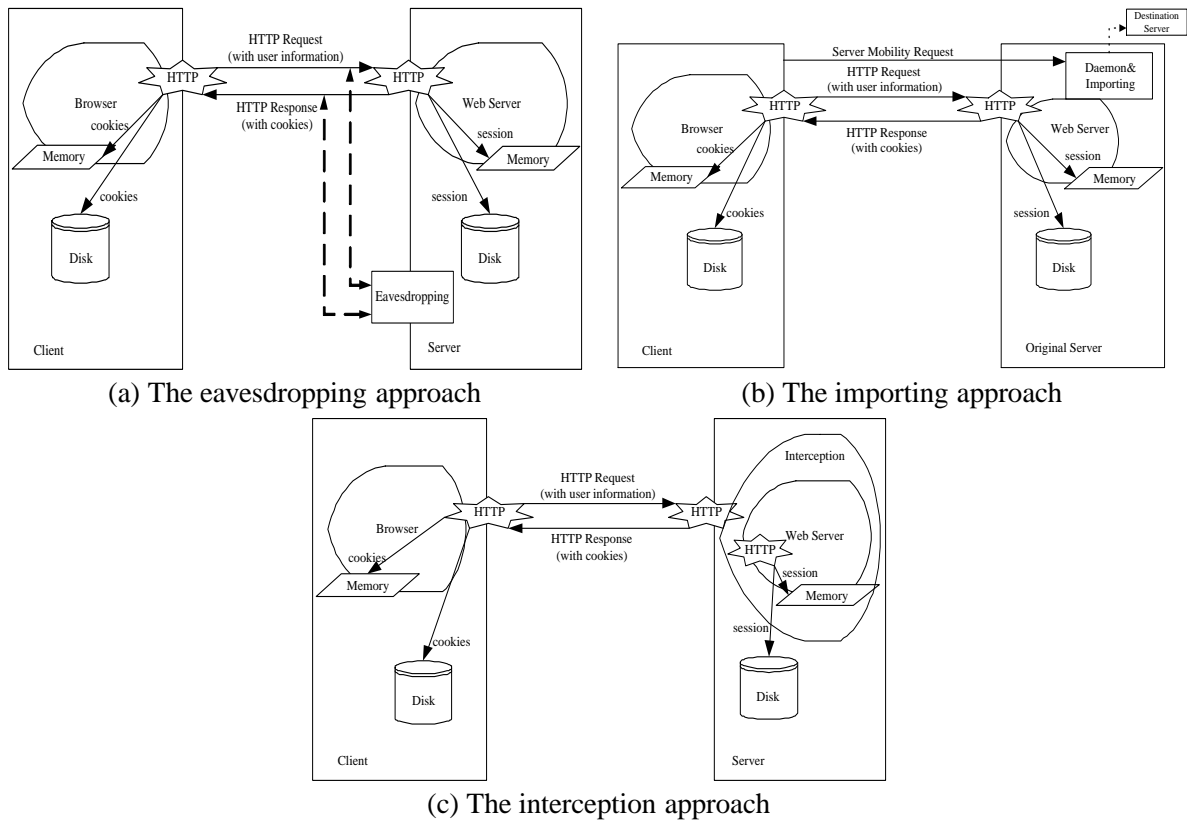 HTTP Request
(with user information)
HTTP
HTTP
HTTP Response
(with cookies)
Browser
cookies
Memory
cookies
Disk
Client
Web Server
session
Memory
session
Disk
Eavesdropping
Server
(a) The eavesdropping approach
Destination
Server
Server Mobility Request
Daemon&
Importing
HTTP Request
(with user information)
HTTP
HTTP
HTTP Response
(with cookies)
Browser
cookies
Memory
cookies
Disk
Client
Web Server
session
Memory
session
Disk
Original Server
(b) The importing approach
Interception
HTTP Request
(with user information)
HTTP
HTTP
HTTP Response
(with cookies)
Browser
cookies
Memory
cookies
Disk
Client
Web Server
HTTP
session
Memory
session
Disk
Server
(c) The interception approach